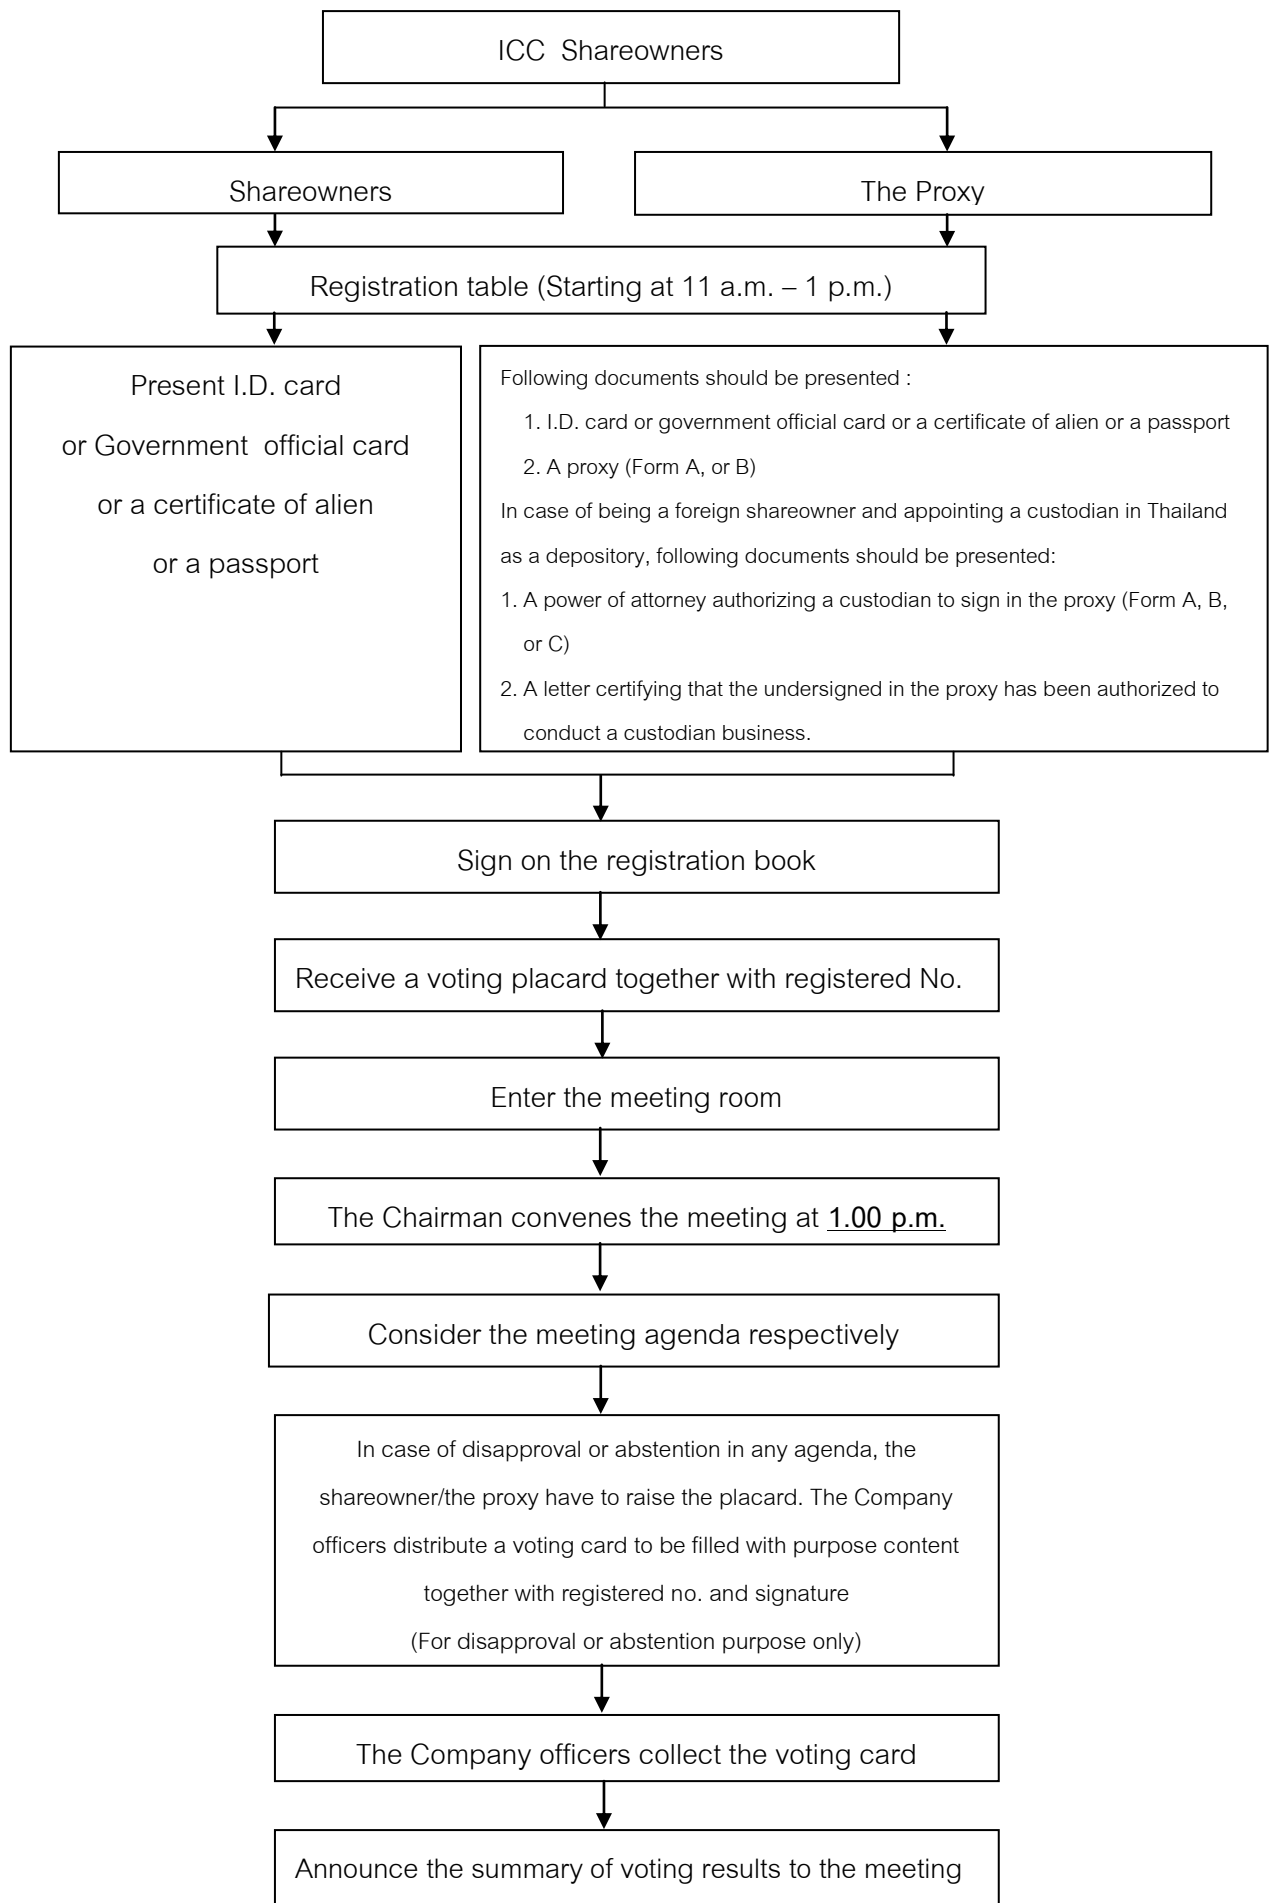 ICC  Shareowners
Shareowners
The Proxy
Registration table (Starting at 11 a.m. – 1 p.m.)
Present I.D. card
or Government  official card
or a certificate of alien
or a passport
Following documents should be presented :
1. I.D. card or government official card or a certificate of alien or a passport
2. A proxy (Form A, or B)
In case of being a foreign shareowner and appointing a custodian in Thailand
as a depository, following documents should be presented:
1. A power of attorney authorizing a custodian to sign in the proxy (Form A, B,
or C)
2. A letter certifying that the undersigned in the proxy has been authorized to
conduct a custodian business.
Sign on the registration book
Receive a voting placard together with registered No.
Enter the meeting room
The Chairman convenes the meeting at 1.00 p.m.
Consider the meeting agenda respectively
In case of disapproval or abstention in any agenda, the
shareowner/the proxy have to raise the placard. The Company
officers distribute a voting card to be filled with purpose content
together with registered no. and signature
(For disapproval or abstention purpose only)
The Company officers collect the voting card
Announce the summary of voting results to the meeting